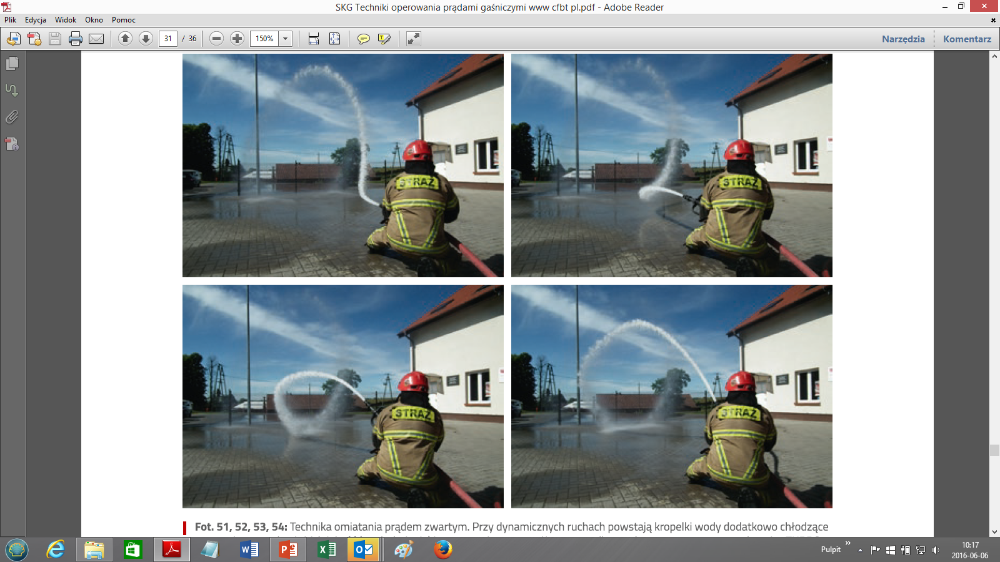 SKG Techniki operowania prądami gaśniczymi www cfbt pl.pdf - Adobe Reader
Plik Edycja Widok Okno Pomoc
31 / 36 150% Narzędzia Komentarz
STRAŻ
STRAŻ
STRAŻ
STRAŻ
Fot. 51, 52, 53, 54: Technika omiatania prądem zwartym. Przy dynamicznych ruchach powstają kropelki wody dodatkowo chłodzące
Pulpit
10:17
2016-06-06